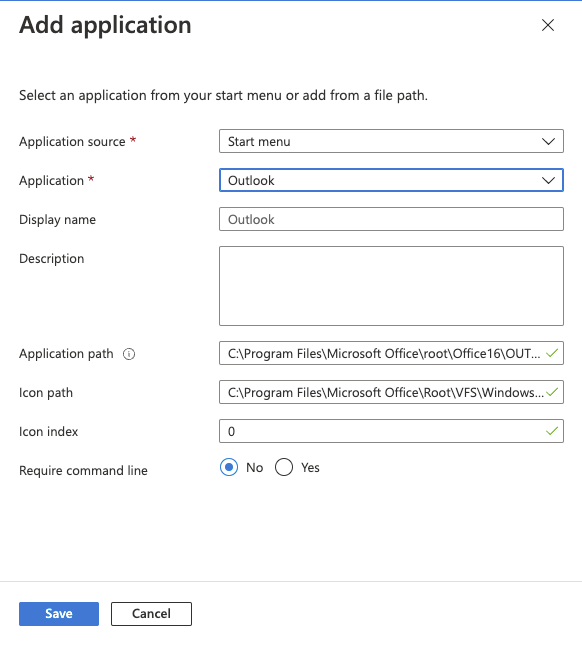 Add application
Select an application from your start menu or add from a file path.
Application source *
Start menu
Application *
Outlook
Display name
Outlook
Description
Application path
C:\Program Files\Microsoft Office\root\Office16\OUT...
Icon path
C:\Program Files\Microsoft Office\Root\VFS\Windows...
Icon index
0
Require command line
No Yes
Save Cancel